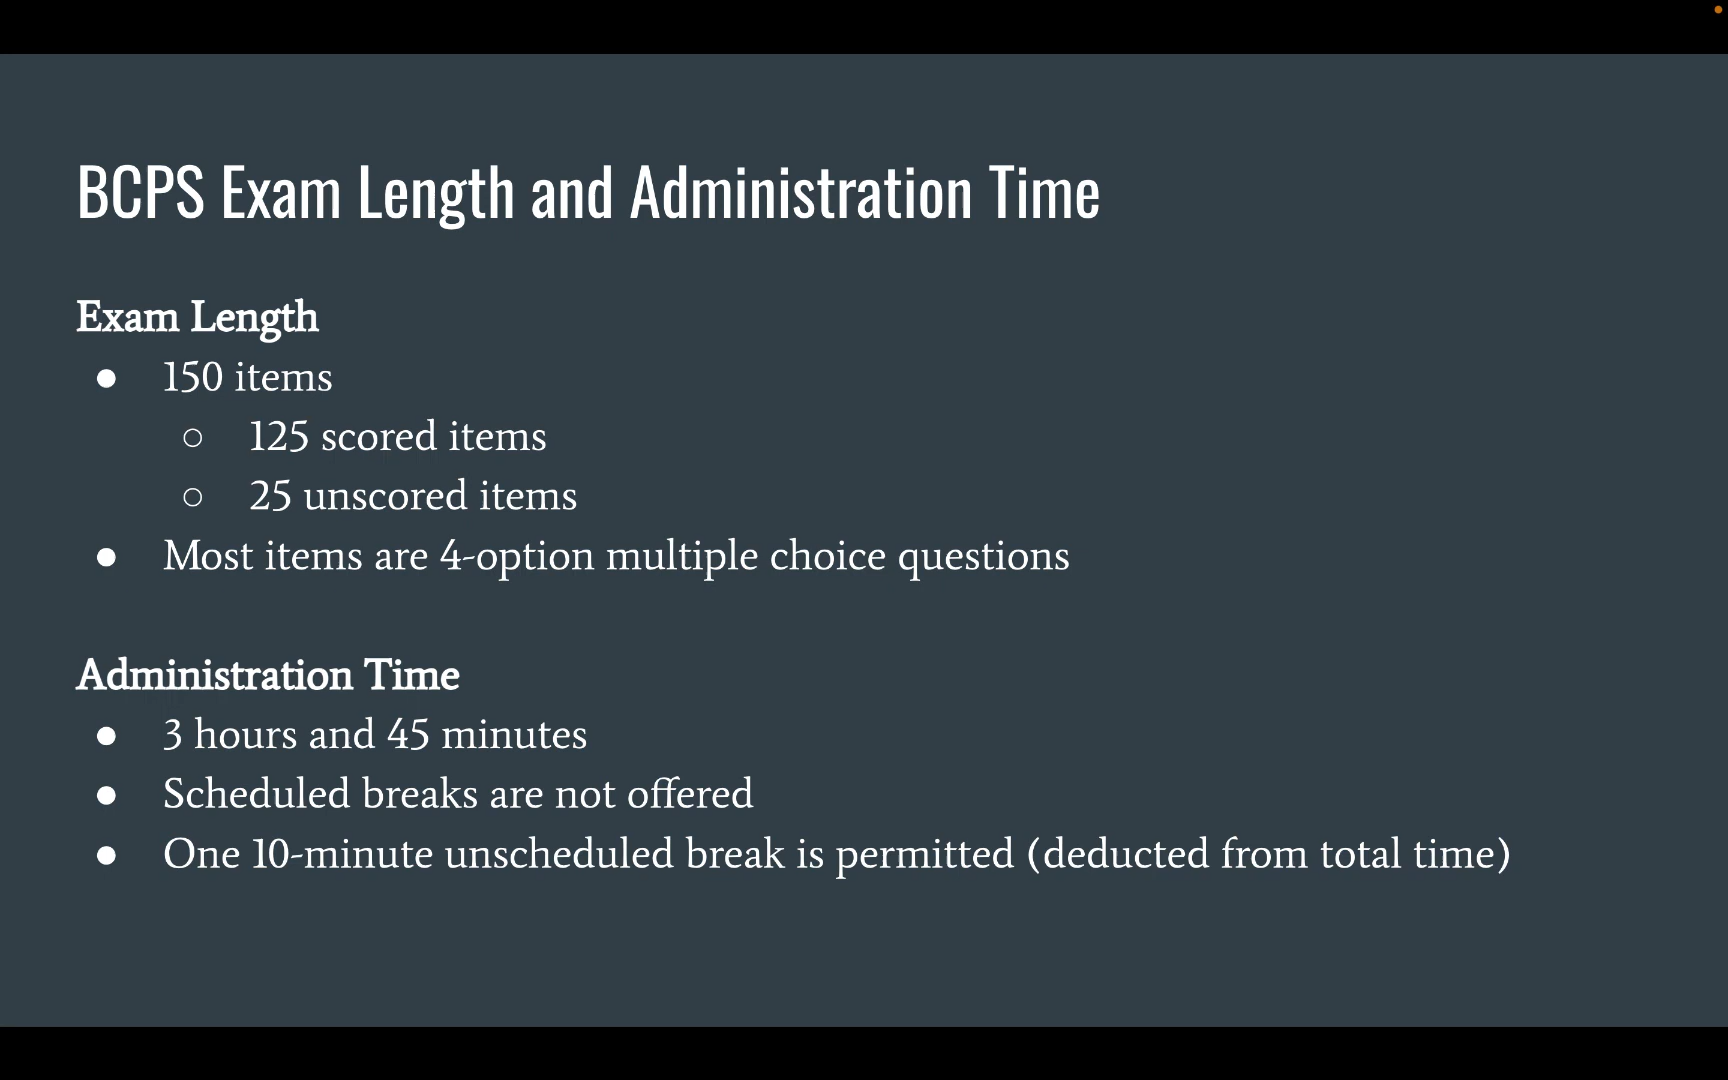 BCPS Exam Length and Administration Time
Exam Length
● 150 items
○ 125 scored items
○ 25 unscored items
● Most items are 4-option multiple choice questions
Administration Time
● 3 hours and 45 minutes
● Scheduled breaks are not offered
● One 10-minute unscheduled break is permitted (deducted from total time)